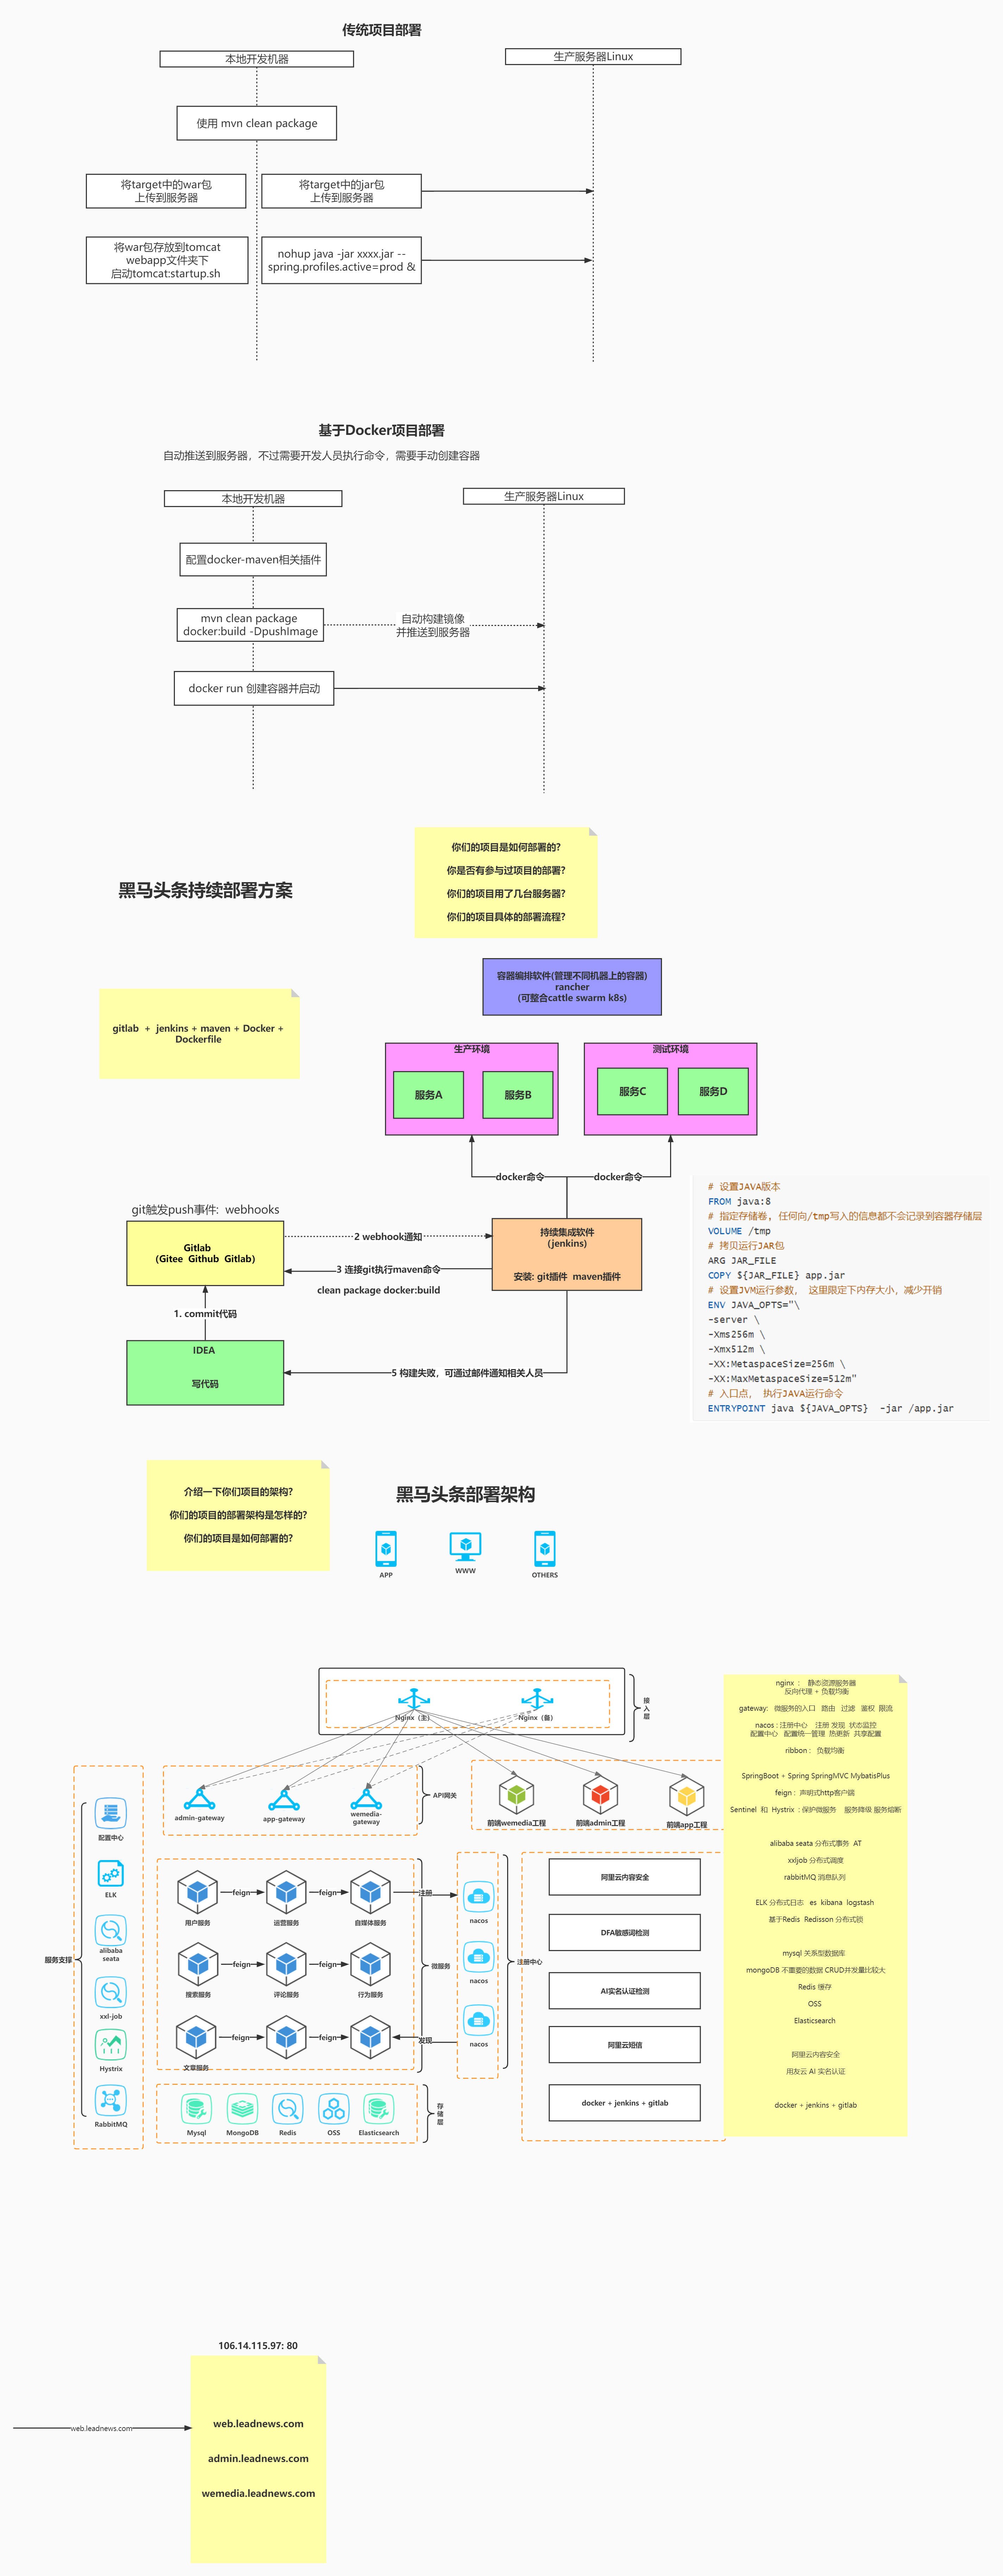 传统项目部署
本地开发机器
生产服务器Linux
使用 mvn clean package
将target中的war包
上传到服务器
将target中的jar包
上传到服务器
将war包存放到tomcat
webapp文件夹下
启动tomcat:startup.sh
nohup java -jar xxxx.jar --
spring.profiles.active=prod &
基于Docker项目部署
自动推送到服务器，不过需要开发人员执行命令，需要手动创建容器
本地开发机器
生产服务器Linux
配置docker-maven相关插件
mvn clean package
docker:build -DpushImage
自动构建镜像
并推送到服务器
docker run 创建容器并启动
你们的项目是如何部署的?
你是否有参与过项目的部署?
你们的项目用了几台服务器?
你们的项目具体的部署流程?
黑马头条持续部署方案
容器编排软件(管理不同机器上的容器)
rancher
(可整合cattle swarm k8s)
gitlab + jenkins + maven + Docker +
Dockerfile
生产环境
服务A
服务B
测试环境
服务C
服务D
docker命令
docker命令
git触发push事件: webhooks
Gitlab
(Gitee Github Gitlab)
2 webhook通知
持续集成软件
(jenkins)
安装: git插件 maven插件
3 连接git执行maven命令
clean package docker:build
1. commit代码
IDEA
写代码
5 构建失败，可通过邮件通知相关人员
# 设置JAVA版本
FROM java:8
# 指定存储卷, 任何向/tmp写入的信息都不会记录到容器存储层
VOLUME /tmp
# 拷贝运行JAR包
ARG JAR_FILE
COPY ${JAR_FILE} app.jar
# 设置JVM运行参数， 这里限定下内存大小，减少开销
ENV JAVA_OPTS="\
-server \
-Xms256m \
-Xmx512m \
-XX:MetaspaceSize=256m \
-XX:MaxMetaspaceSize=512m"
# 入口点， 执行JAVA运行命令
ENTRYPOINT java ${JAVA_OPTS} -jar /app.jar
介绍一下你们项目的架构?
你们的项目的部署架构是怎样的?
你们的项目是如何部署的?
黑马头条部署架构
APP
WWW
OTHERS
Nginx（主）
Nginx（备）
接入层
admin-gateway
app-gateway
wemedia-
gateway
API网关
前端wemedia工程
前端admin工程
前端app工程
服务支撑
配置中心
ELK
alibaba
seata
xxl-job
Hystrix
RabbitMQ
用户服务
feign
运营服务
feign
自媒体服务
注册
搜索服务
feign
评论服务
feign
行为服务
文章服务
feign
feign
发现
微服务
nacos
nacos
nacos
注册中心
阿里云内容安全
DFA敏感词检测
AI实名认证检测
阿里云短信
docker + jenkins + gitlab
Mysql
MongoDB
Redis
OSS
Elasticsearch
存储层
nginx ： 静态资源服务器
反向代理 + 负载均衡
gateway: 微服务的入口 路由 过滤 鉴权 限流
nacos : 注册中心 注册 发现 状态监控
配置中心 配置统一管理 热更新 共享配置
ribbon : 负载均衡
SpringBoot + Spring SpringMVC MybatisPlus
feign : 声明式http客户端
Sentinel 和 Hystrix : 保护微服务 服务降级 服务熔断
alibaba seata 分布式事务 AT
xxljob 分布式调度
rabbitMQ 消息队列
ELK 分布式日志 es kibana logstash
基于Redis Redisson 分布式锁
mysql 关系型数据库
mongoDB 不重要的数据 CRUD并发量比较大
Redis 缓存
OSS
Elasticsearch
阿里云内容安全
用友云 AI 实名认证
docker + jenkins + gitlab
106.14.115.97: 80
web.leadnews.com
web.leadnews.com
admin.leadnews.com
wemedia.leadnews.com